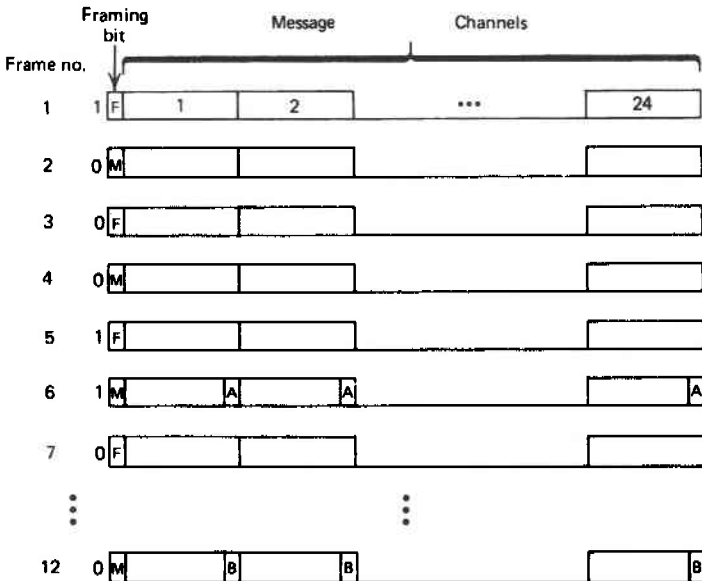 Framing
bit
Message Channels
Frame no.
1 1 F 1 2 ••• 24
2 0 M
3 0 F
4 0 M
5 1 F
6 1 M A A A
7 0 F
12 0 M B B B